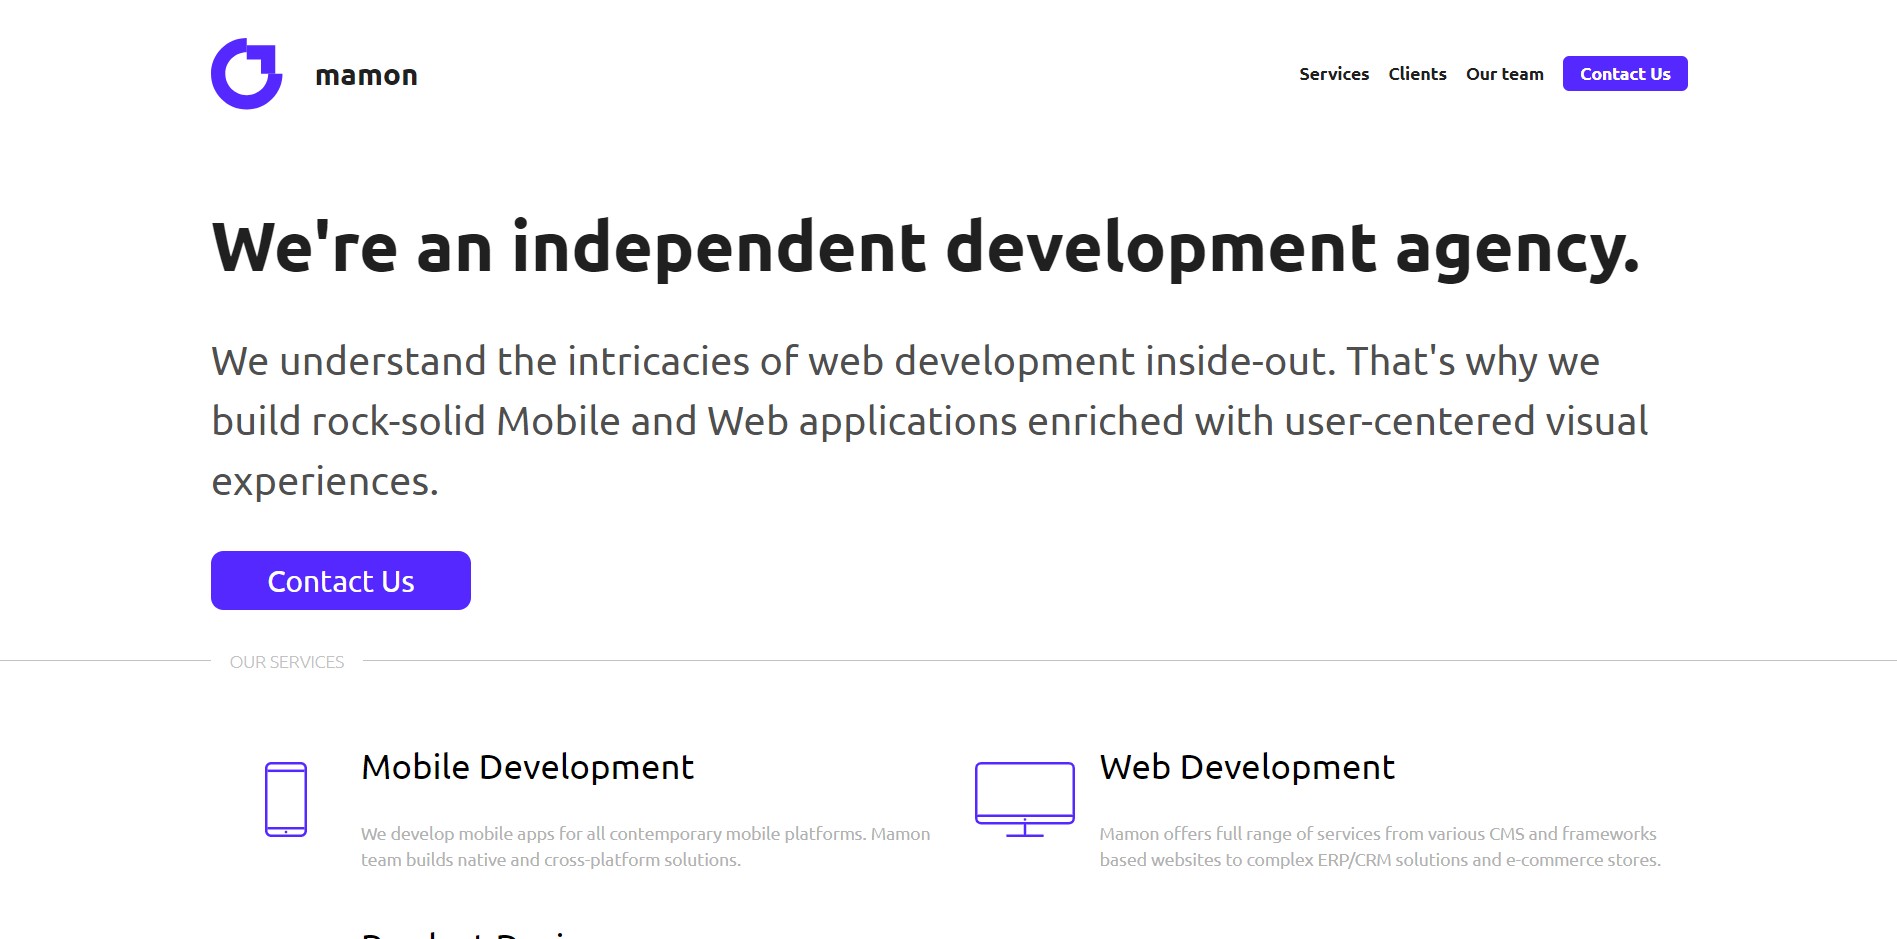 mamon
Services Clients Our team Contact Us
We're an independent development agency.
We understand the intricacies of web development inside-out. That's why we
build rock-solid Mobile and Web applications enriched with user-centered visual
experiences.
Contact Us
OUR SERVICES
Mobile Development
We develop mobile apps for all contemporary mobile platforms. Mamon
team builds native and cross-platform solutions.
Web Development
Mamon offers full range of services from various CMS and frameworks
based websites to complex ERP/CRM solutions and e-commerce stores.